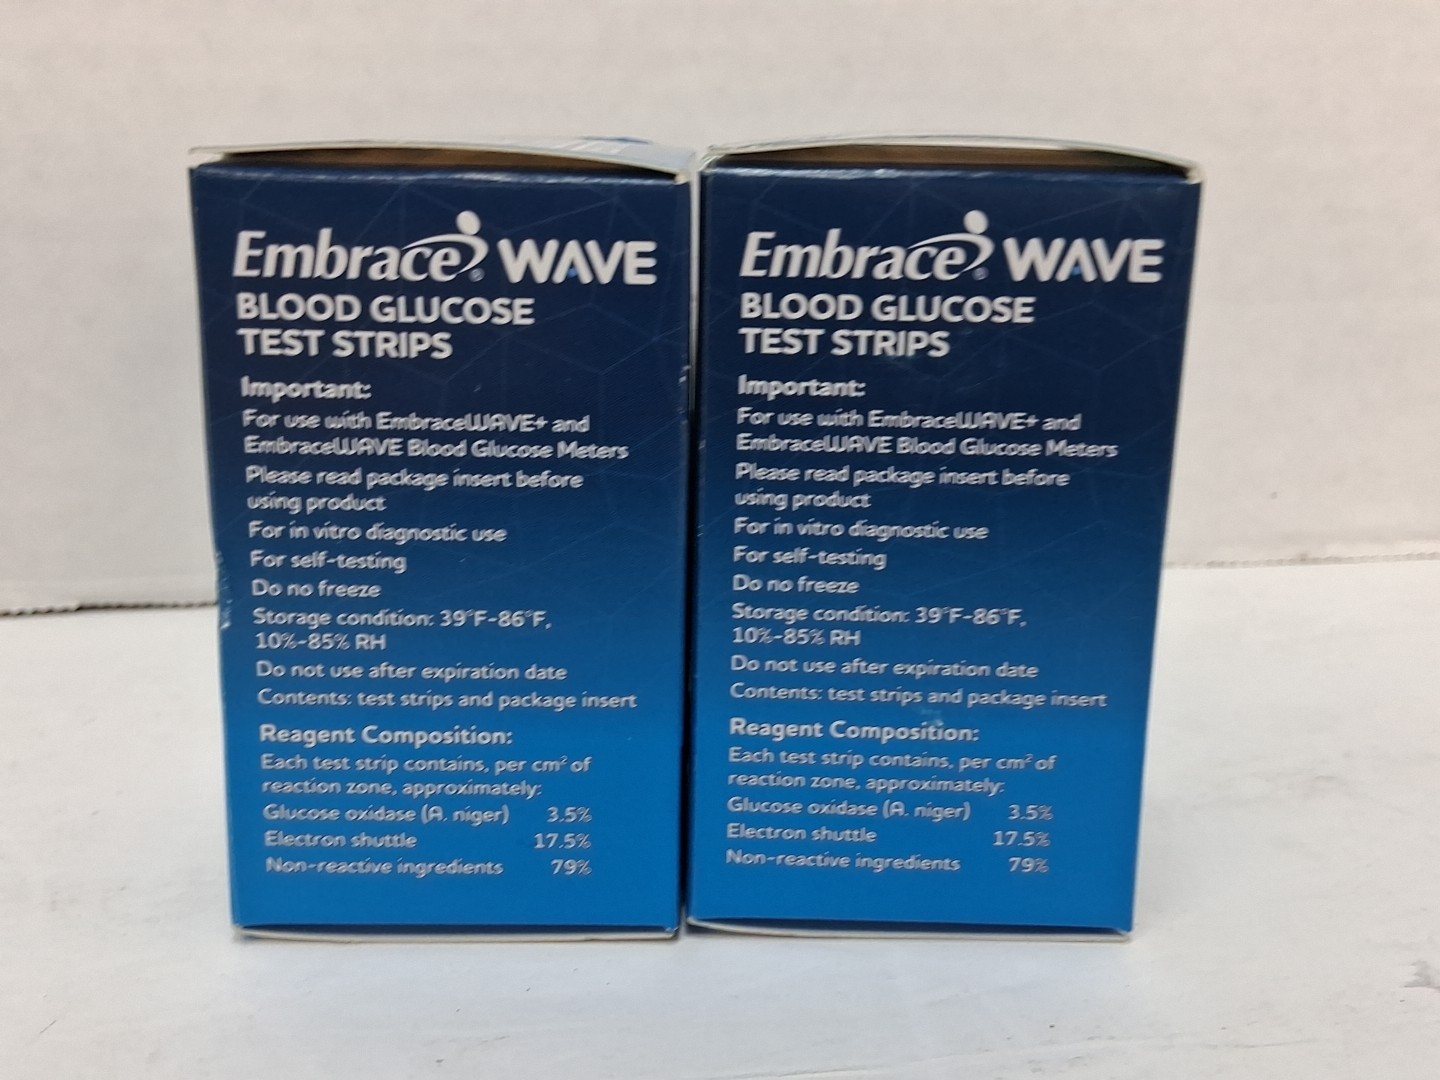 Embrace WAVE
BLOOD GLUCOSE
TEST STRIPS
Important:
For use with EmbraceWAVE+ and
EmbraceWAVE Blood Glucose Meters
Please read package insert before
using product
For in vitro diagnostic use
For self-testing
Do no freeze
Storage condition: 39°F-86°F,
10%-85% RH
Do not use after expiration date
Contents: test strips and package insert
Reagent Composition:
Each test strip contains, per cm² of
reaction zone, approximately:
Glucose oxidase (A. niger) 3.5%
Electron shuttle 17.5%
Non-reactive ingredients 79%
Embrace WAVE
BLOOD GLUCOSE
TEST STRIPS
Important:
For use with EmbraceWAVE+ and
EmbraceWAVE Blood Glucose Meters
Please read package insert before
using product
For in vitro diagnostic use
For self-testing
Do no freeze
Storage condition: 39°F-86°F,
10%-85% RH
Do not use after expiration date
Contents: test strips and package insert
Reagent Composition:
Each test strip contains, per cm² of
reaction zone, approximately:
Glucose oxidase (A. niger) 3.5%
Electron shuttle 17.5%
Non-reactive ingredients 79%